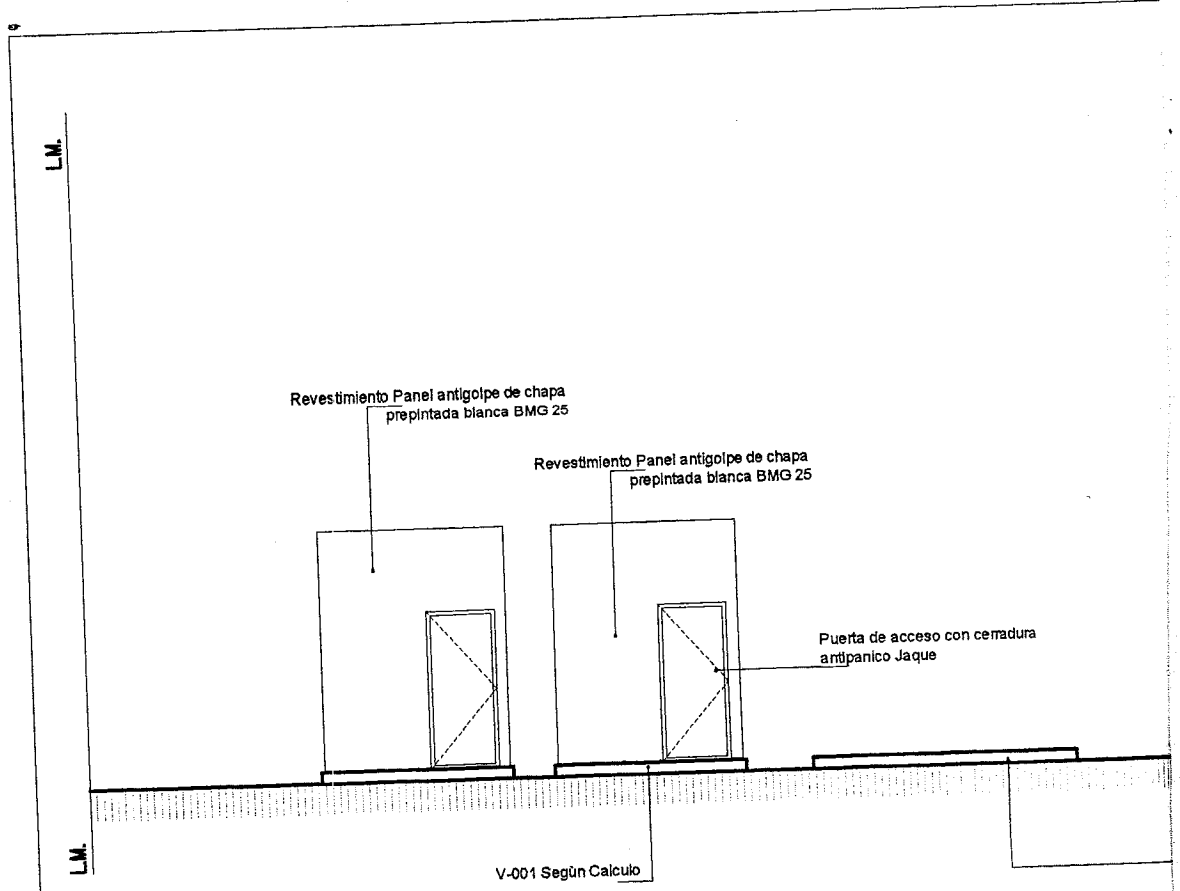 L.M.
Revestimiento Panel antigolpe de chapa
prepintada blanca BMG 25
Revestimiento Panel antigolpe de chapa
prepintada blanca BMG 25
Puerta de acceso con cerradura
antipanico Jaque
L.M.
V-001 Segùn Calculo